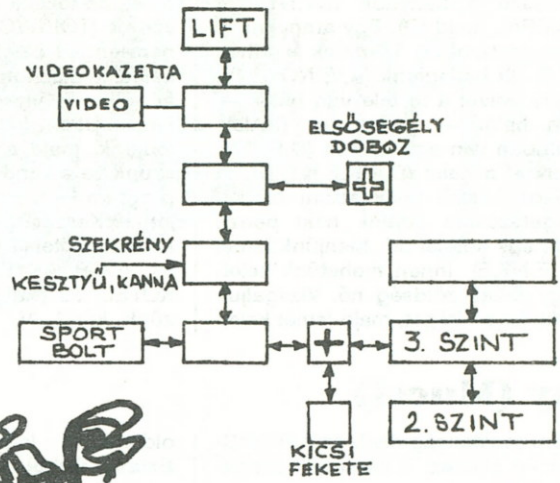 LIFT
VIDEOKAZETTA
VIDEO
ELSŐSEGÉLY
DOBOZ
SZEKRÉNY
KESZTYŰ, KANNA
SPORT
BOLT
3. SZINT
KICSI
FEKETE
2. SZINT